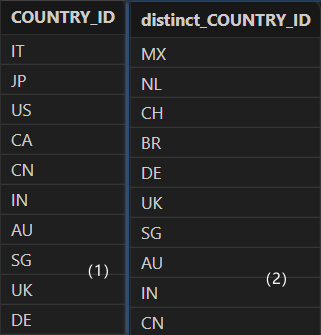 COUNTRY_ID
IT
JP
US
CA
CN
IN
AU
SG
UK
DE
(1)
distinct_COUNTRY_ID
MX
NL
CH
BR
DE
UK
SG
AU
IN
CN
(2)